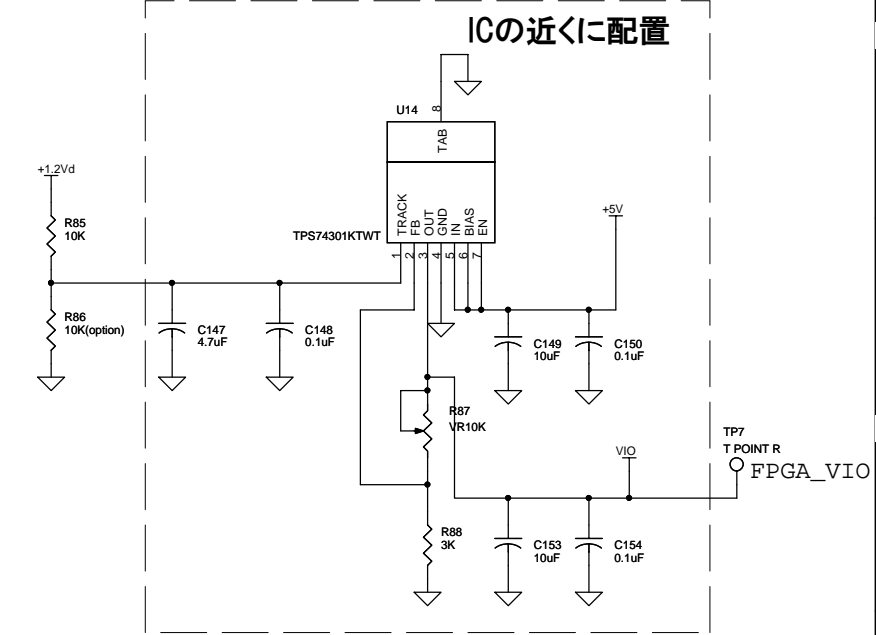 ICの近くに配置
U14
8
TAB
+1.2Vd
R85
10K
TRACK
FB
OUT
GND
IN
BIAS
EN
+5V
TPS74301KTWT
1
2
3
4
5
6
7
R86
10K(option)
C147
4.7uF
C148
0.1uF
C149
10uF
C150
0.1uF
R87
VR10K
TP7
T POINT R
VIO
FPGA_VIO
R88
3K
C153
10uF
C154
0.1uF